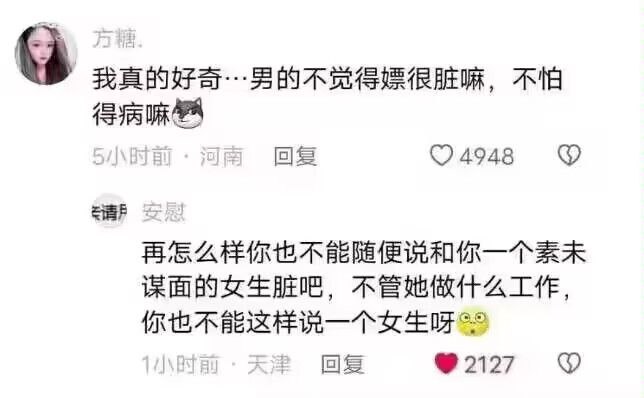 方糖.
我真的好奇…男的不觉得嫖很脏嘛，不怕
得病嘛
5小时前 · 河南 回复 4948
亲请用
安慰
再怎么样你也不能随便说和你一个素未
谋面的女生脏吧，不管她做什么工作，
你也不能这样说一个女生呀
1小时前 · 天津 回复 2127